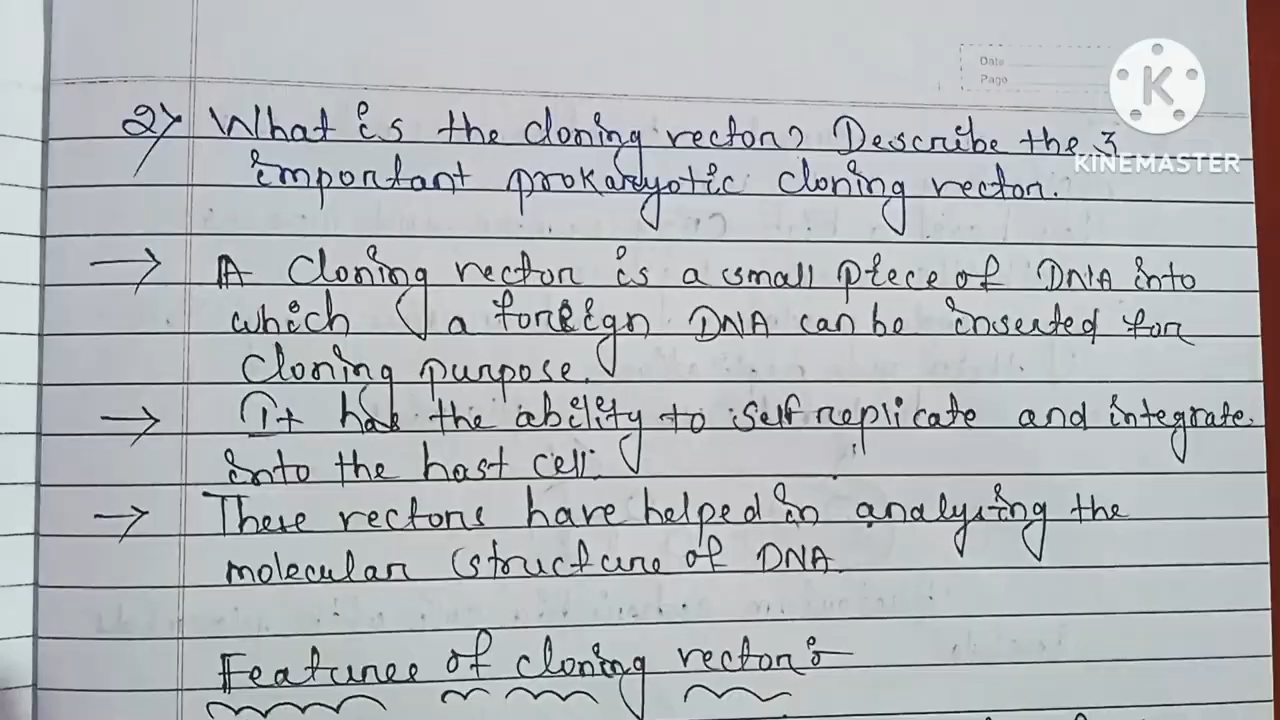 Date
Page
KINEMASTER
2) What is the cloning vector? Describe the 3
important prokaryotic cloning vector.
→ A Cloning vector is a small piece of DNA into
which a foreign DNA can be inserted for
cloning purpose.
→ It has the ability to self replicate and integrate
into the host cell.
→ These vectors have helped in analysing the
molecular structure of DNA.
Features of cloning vector: